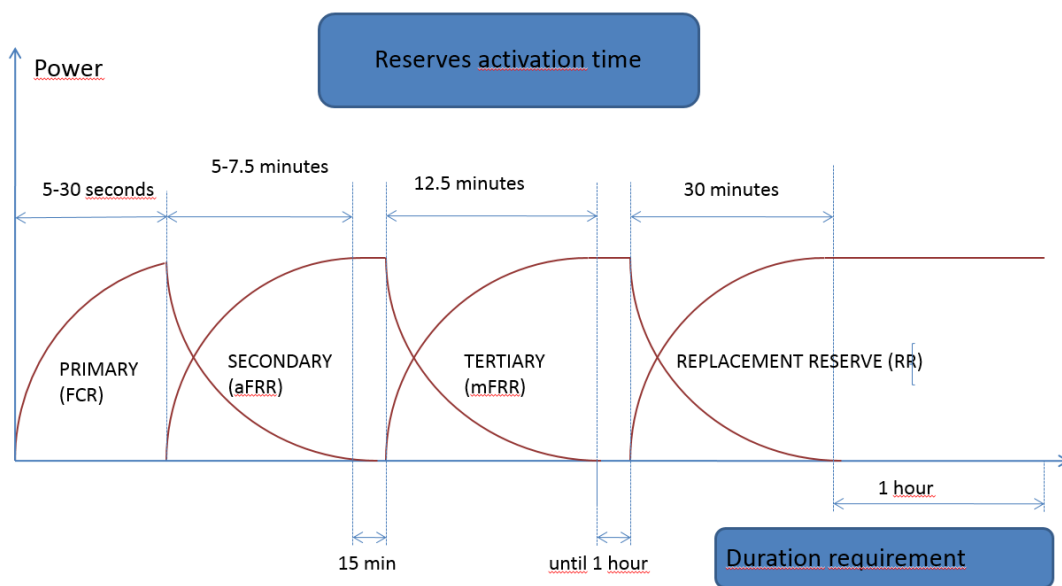 Reserves activation time
Power
5-30 seconds
5-7.5 minutes
12.5 minutes
30 minutes
PRIMARY
(FCR)
SECONDARY
(aFRR)
TERTIARY
(mFRR)
REPLACEMENT RESERVE (RR)
1 hour
15 min
until 1 hour
Duration requirement